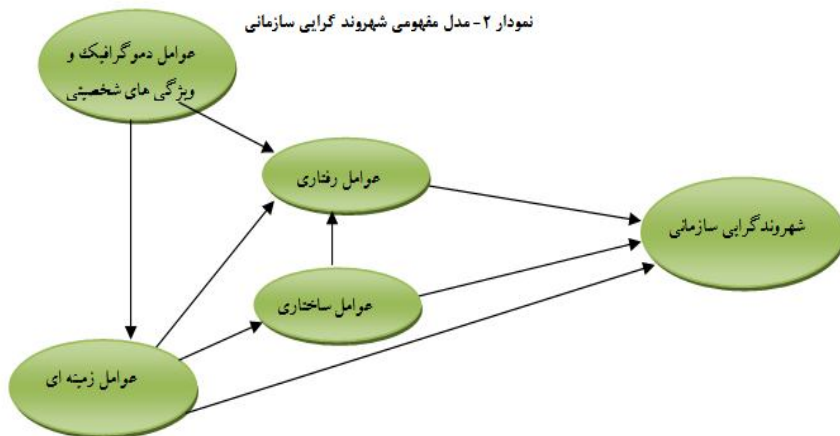 نمودار ۲- مدل مفهومی شهروند گرایی سازمانی
عوامل دموگرافیک و
ویژگی های شخصیتی
عوامل رفتاری
شهروندگرایی سازمانی
عوامل ساختاری
عوامل زمینه ای